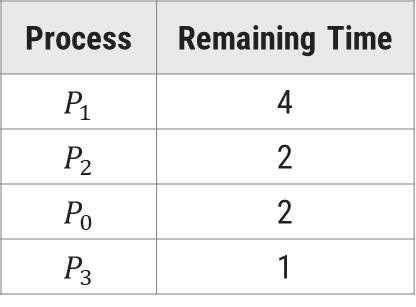 Process Remaining Time
P₁ 4
P₂ 2
P₀ 2
P₃ 1